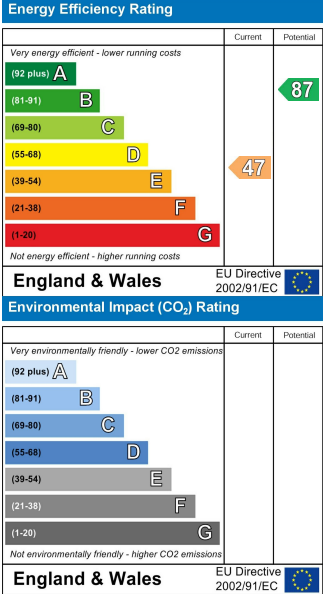 Energy Efficiency Rating
Current Potential
Very energy efficient - lower running costs
(92 plus) A
(81-91) B
87
(69-80) C
(55-68) D
47
(39-54) E
(21-38) F
(1-20) G
Not energy efficient - higher running costs
England & Wales
EU Directive
2002/91/EC
Environmental Impact (CO₂) Rating
Current Potential
Very environmentally friendly - lower CO2 emissions
(92 plus) A
(81-91) B
(69-80) C
(55-68) D
(39-54) E
(21-38) F
(1-20) G
Not environmentally friendly - higher CO2 emissions
England & Wales
EU Directive
2002/91/EC